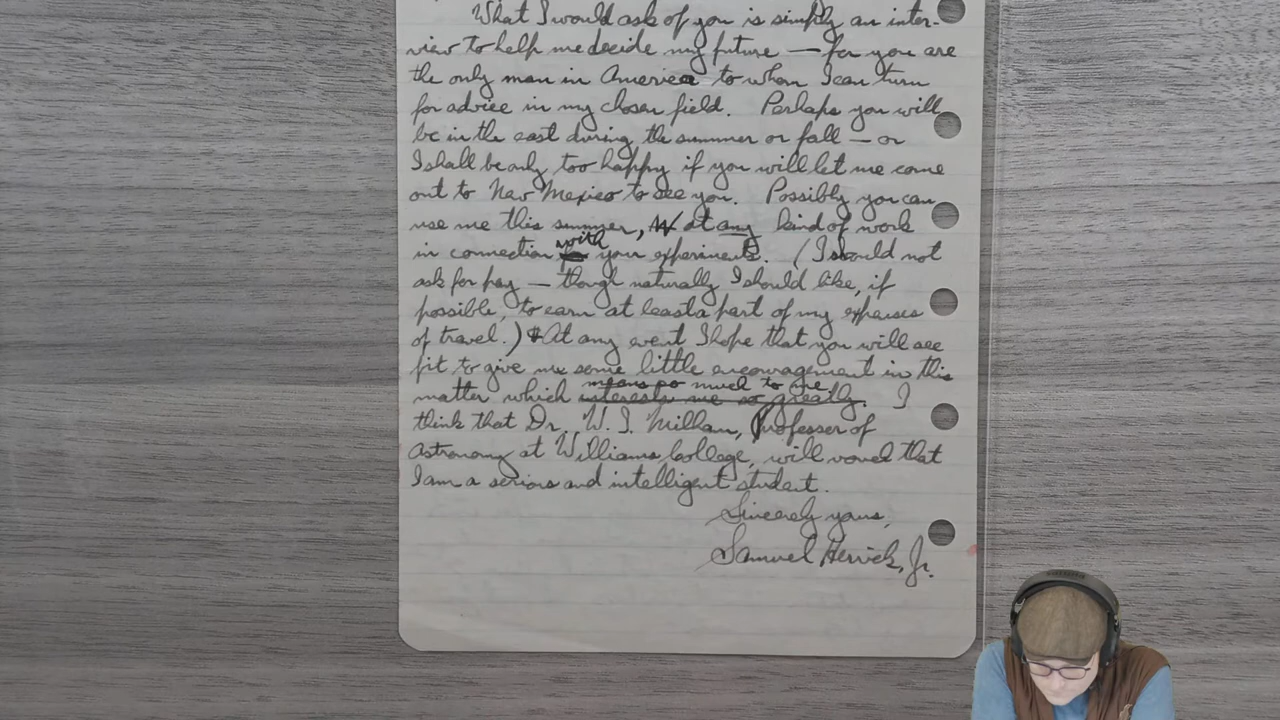 What I would ask of you is simply an inter-
view to help me decide my future — for you are
the only man in America to whom I can turn
for advice in my chosen field. Perhaps you will
be in the east during the summer or fall — or
I shall be only too happy if you will let me come
out to New Mexico to see you. Possibly you can
use me this summer, at any kind of work
in connection with your experiments. (I should not
ask for pay — though naturally I should like, if
possible, to earn at least a part of my expenses
of travel.) At any event I hope that you will see
fit to give me some little encouragement in this
means so much to me.
matter which interests me so greatly. I
think that Dr. W. I. Milham, Professor of
Astronomy at Williams College, will vouch that
I am a serious and intelligent student.
Sincerely yours,
Samuel Herrick, Jr.